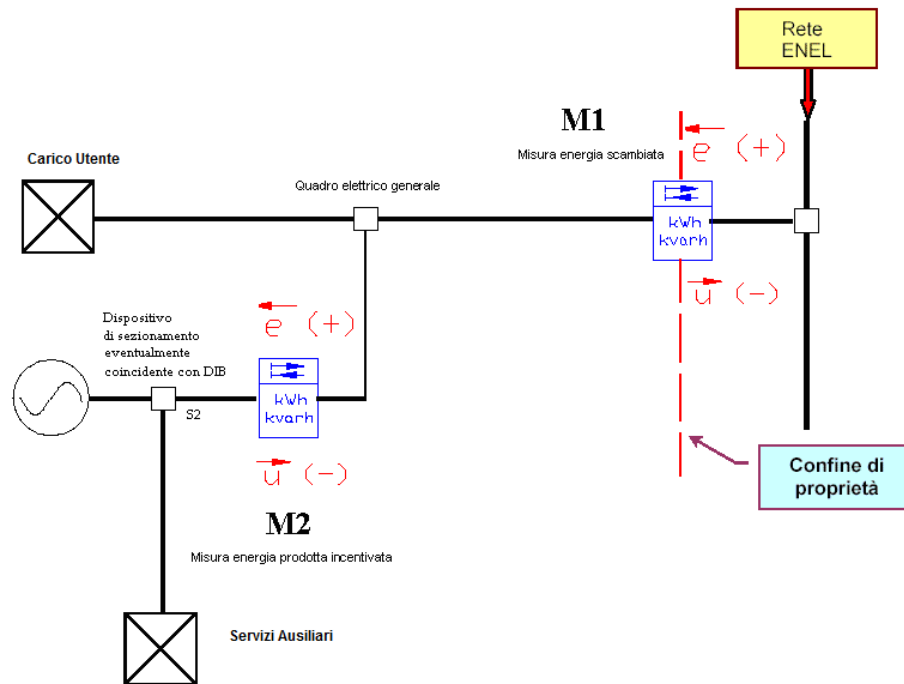 Rete
ENEL
M1
Misura energia scambiata
e (+)
Carico Utente
Quadro elettrico generale
kWh
kvarh
u (-)
Dispositivo
di sezionamento
eventualmente
coincidente con DIB
e (+)
S2
kWh
kvarh
u (-)
Confine di
proprietà
M2
Misura energia prodotta incentivata
Servizi Ausiliari